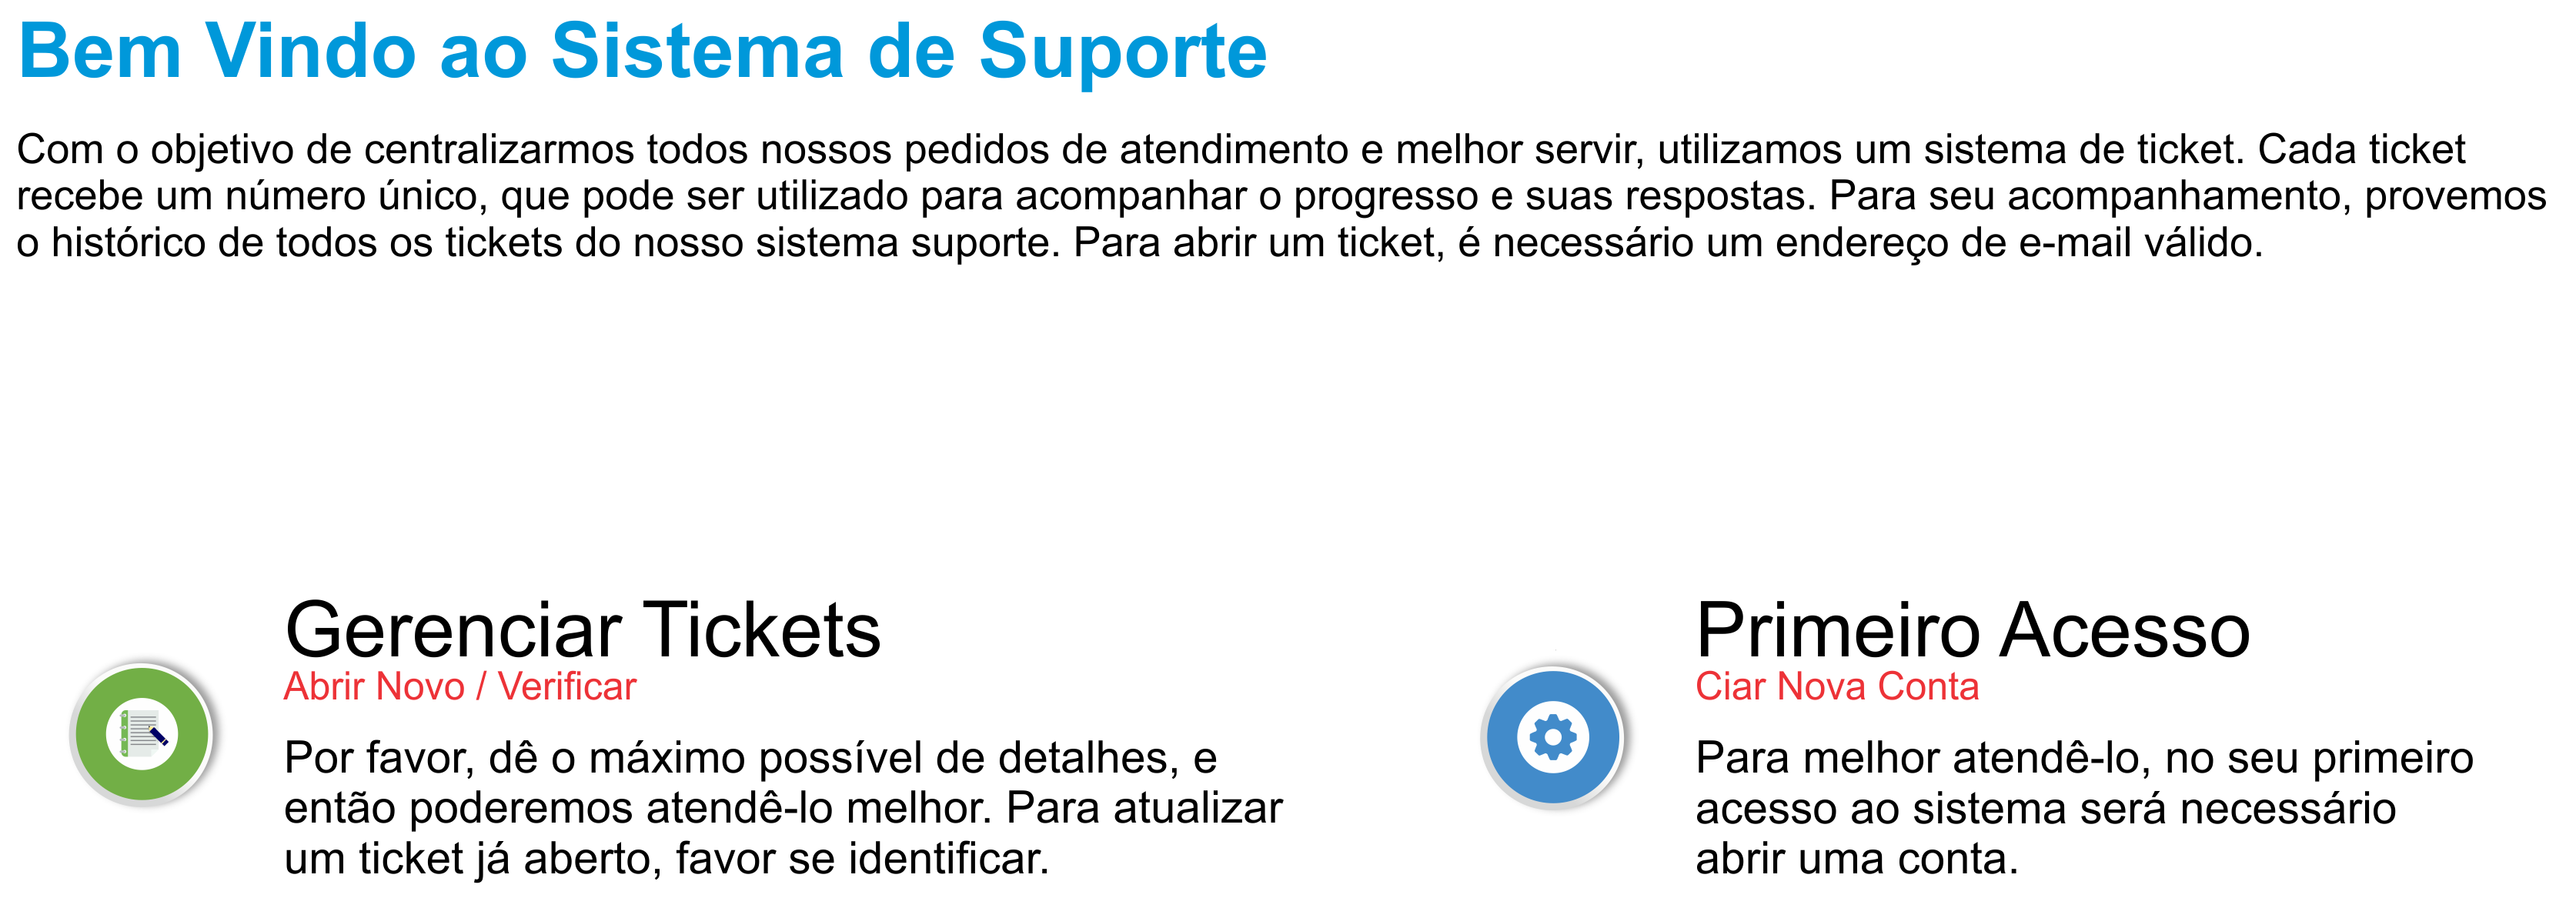 Bem Vindo ao Sistema de Suporte
Com o objetivo de centralizarmos todos nossos pedidos de atendimento e melhor servir, utilizamos um sistema de ticket. Cada ticket
recebe um número único, que pode ser utilizado para acompanhar o progresso e suas respostas. Para seu acompanhamento, provemos
o histórico de todos os tickets do nosso sistema suporte. Para abrir um ticket, é necessário um endereço de e-mail válido.
Gerenciar Tickets
Abrir Novo / Verificar
Por favor, dê o máximo possível de detalhes, e
então poderemos atendê-lo melhor. Para atualizar
um ticket já aberto, favor se identificar.
Primeiro Acesso
Ciar Nova Conta
Para melhor atendê-lo, no seu primeiro
acesso ao sistema será necessário
abrir uma conta.